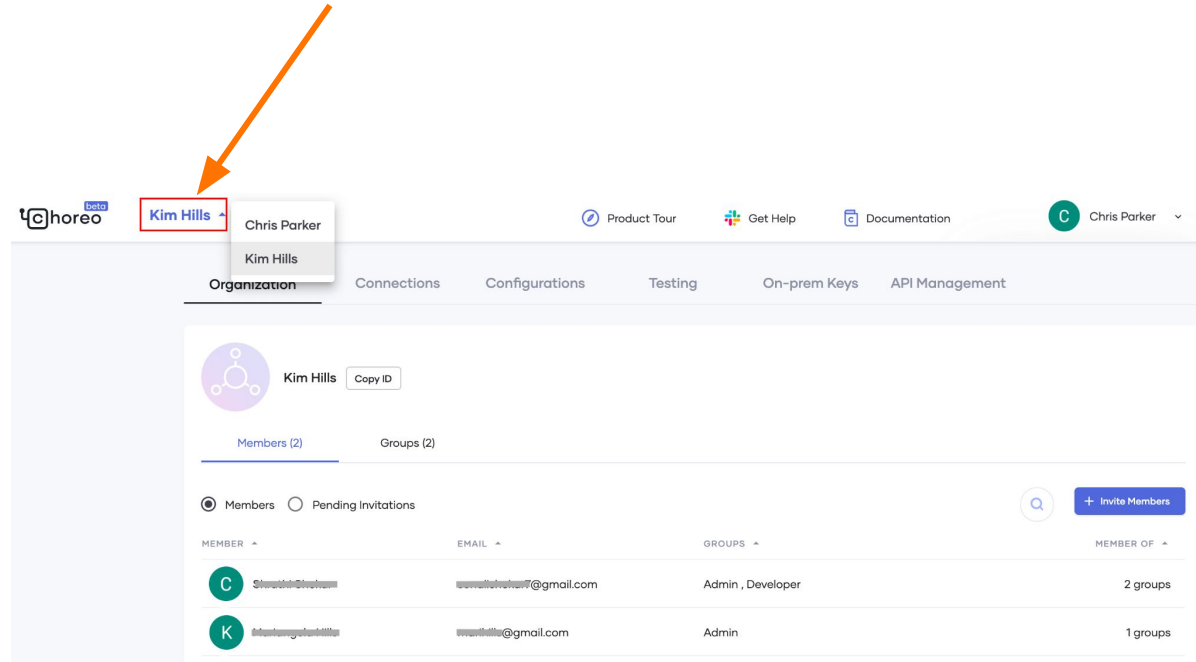 beta
Choreo
Kim Hills
Chris Parker
Kim Hills
Product Tour
Get Help
Documentation
C
Chris Parker
Organization
Connections
Configurations
Testing
On-prem Keys
API Management
Kim Hills
Copy ID
Members (2)
Groups (2)
Members
Pending Invitations
+ Invite Members
MEMBER
EMAIL
GROUPS
MEMBER OF
C
@gmail.com
Admin , Developer
2 groups
K
@gmail.com
Admin
1 groups